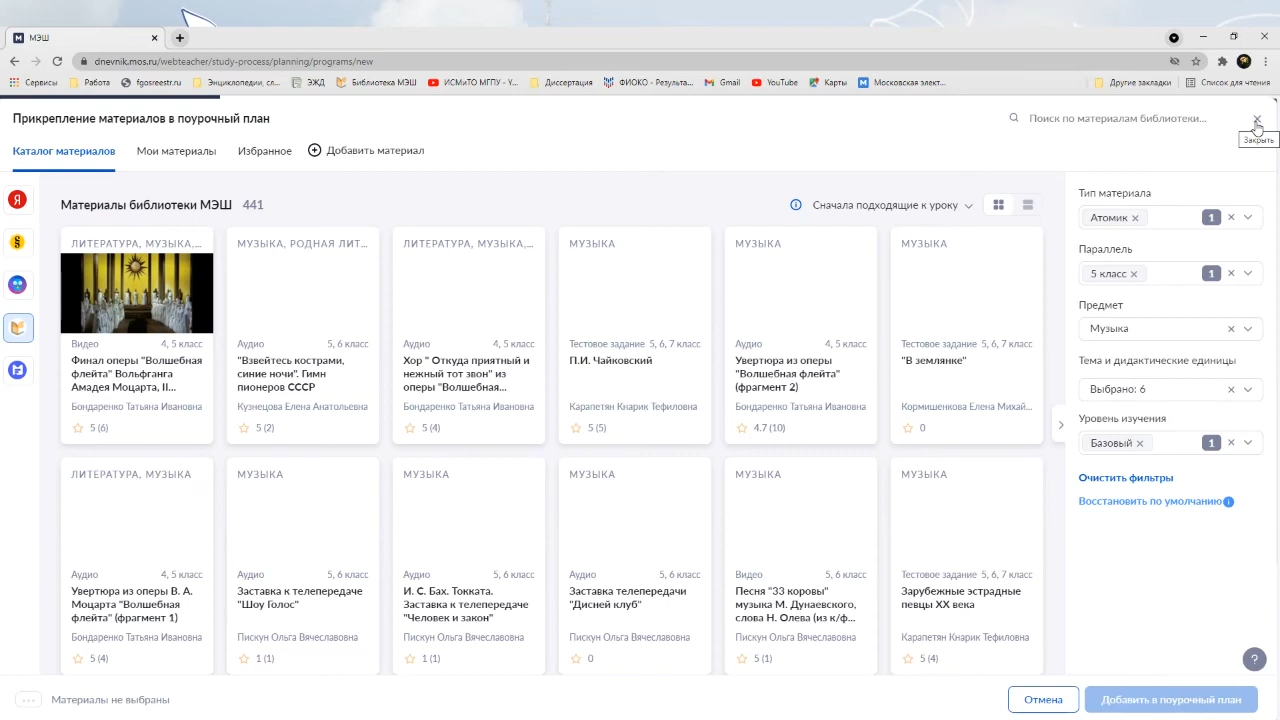 МЭШ
dnevnik.mos.ru/webteacher/study-process/planning/programs/new
Сервисы Работа fgosreestr.ru Энциклопедии, сл... ЭЖД Библиотека МЭШ ИСМиТО МГПУ - Y... Диссертация ФИОКО - Результа... Gmail YouTube Карты Московская элект... Другие закладки Список для чтения
Прикрепление материалов в поурочный план
Поиск по материалам библиотеки...
Закрыть
Каталог материалов Мои материалы Избранное Добавить материал
Материалы библиотеки МЭШ 441
Сначала подходящие к уроку
ЛИТЕРАТУРА, МУЗЫКА,...
Видео 4, 5 класс
Финал оперы "Волшебная
флейта" Вольфганга
Амадея Моцарта, II...
Бондаренко Татьяна Ивановна
5 (6)
МУЗЫКА, РОДНАЯ ЛИТ...
Аудио 5, 6 класс
"Взвейтесь кострами,
синие ночи". Гимн
пионеров СССР
Кузнецова Елена Анатольевна
5 (2)
ЛИТЕРАТУРА, МУЗЫКА,...
Аудио 4, 5 класс
Хор " Откуда приятный и
нежный тот звон" из
оперы "Волшебная...
Бондаренко Татьяна Ивановна
5 (4)
МУЗЫКА
Тестовое задание 5, 6, 7 класс
П.И. Чайковский
Карапетян Кнарик Тефиловна
5 (5)
МУЗЫКА
Аудио 4, 5 класс
Увертюра из оперы
"Волшебная флейта"
(фрагмент 2)
Бондаренко Татьяна Ивановна
4.7 (10)
МУЗЫКА
Тестовое задание 5, 6, 7 класс
"В землянке"
Кормишенкова Елена Михай...
0
ЛИТЕРАТУРА, МУЗЫКА
Аудио 4, 5 класс
Увертюра из оперы В. А.
Моцарта "Волшебная
флейта" (фрагмент 1)
Бондаренко Татьяна Ивановна
5 (4)
МУЗЫКА
Аудио 5, 6 класс
Заставка к телепередаче
"Шоу Голос"
Пискун Ольга Вячеславовна
1 (1)
МУЗЫКА
Аудио 5, 6 класс
И. С. Бах. Токката.
Заставка к телепередаче
"Человек и закон"
Пискун Ольга Вячеславовна
1 (1)
МУЗЫКА
Аудио 5, 6 класс
Заставка телепередачи
"Дисней клуб"
Пискун Ольга Вячеславовна
0
МУЗЫКА
Видео 5, 6 класс
Песня "33 коровы"
музыка М. Дунаевского,
слова Н. Олева (из к/ф...
Пискун Ольга Вячеславовна
5 (1)
МУЗЫКА
Тестовое задание 5, 6, 7 класс
Зарубежные эстрадные
певцы XX века
Карапетян Кнарик Тефиловна
5 (4)
Тип материала
Атомик 1
Параллель
5 класс 1
Предмет
Музыка
Тема и дидактические единицы
Выбрано: 6
Уровень изучения
Базовый 1
Очистить фильтры
Восстановить по умолчанию
Материалы не выбраны
Отмена
Добавить в поурочный план